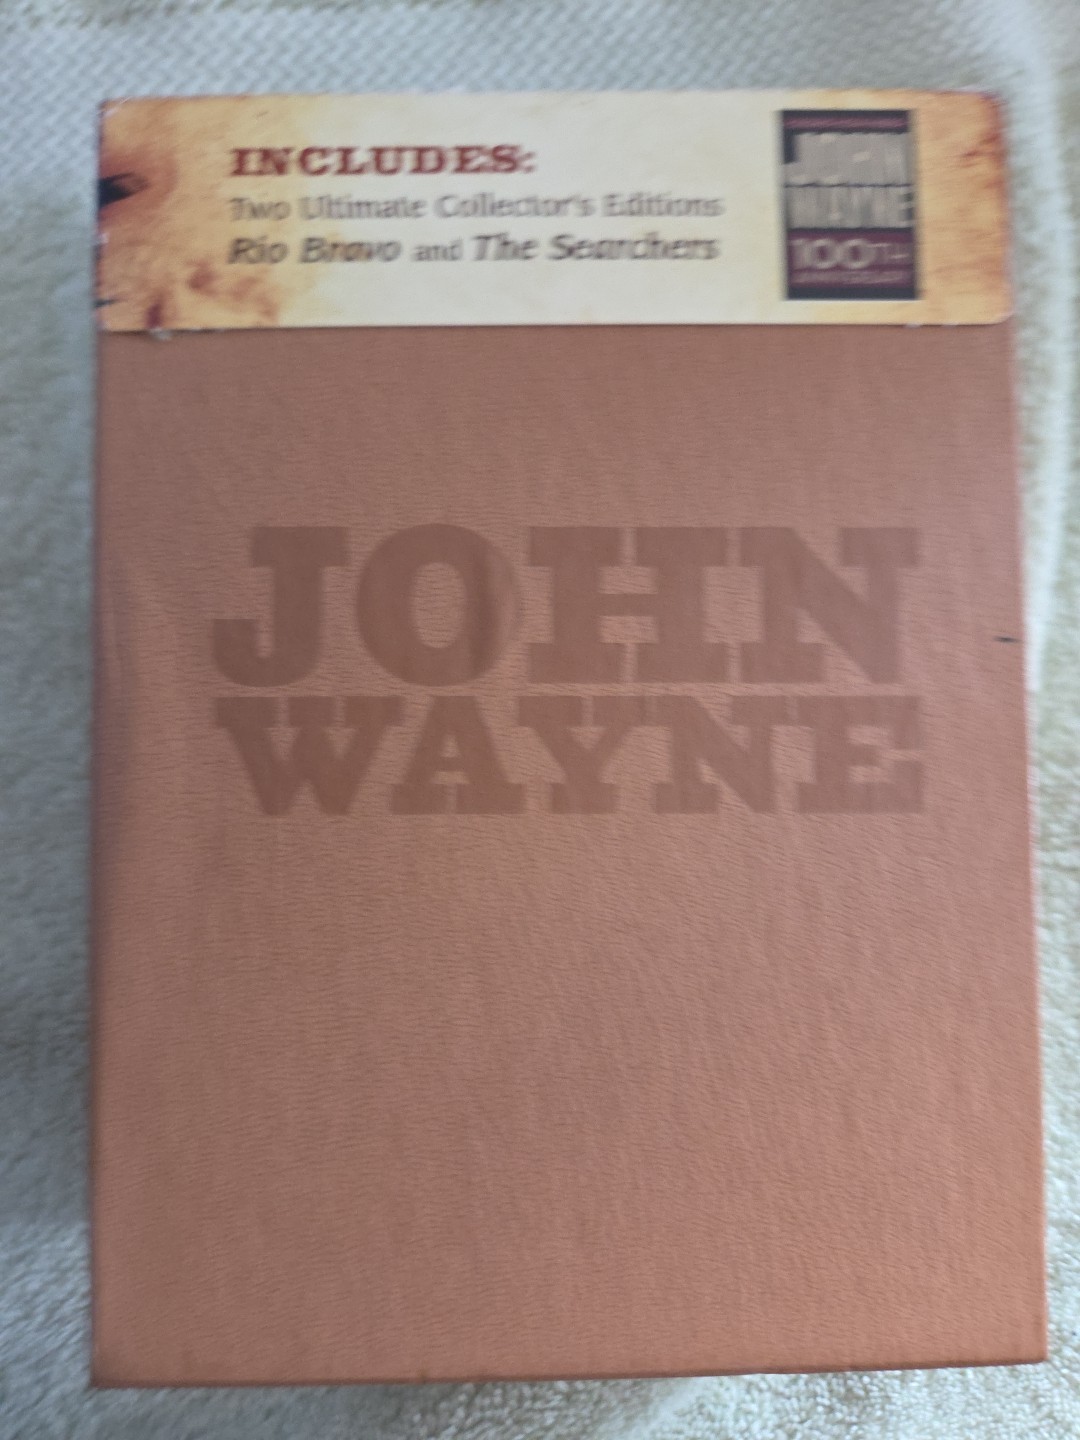 INCLUDES:
Two Ultimate Collector's Editions
Rio Bravo and The Searchers
JOHN
WAYNE
100TH
JOHN
WAYNE